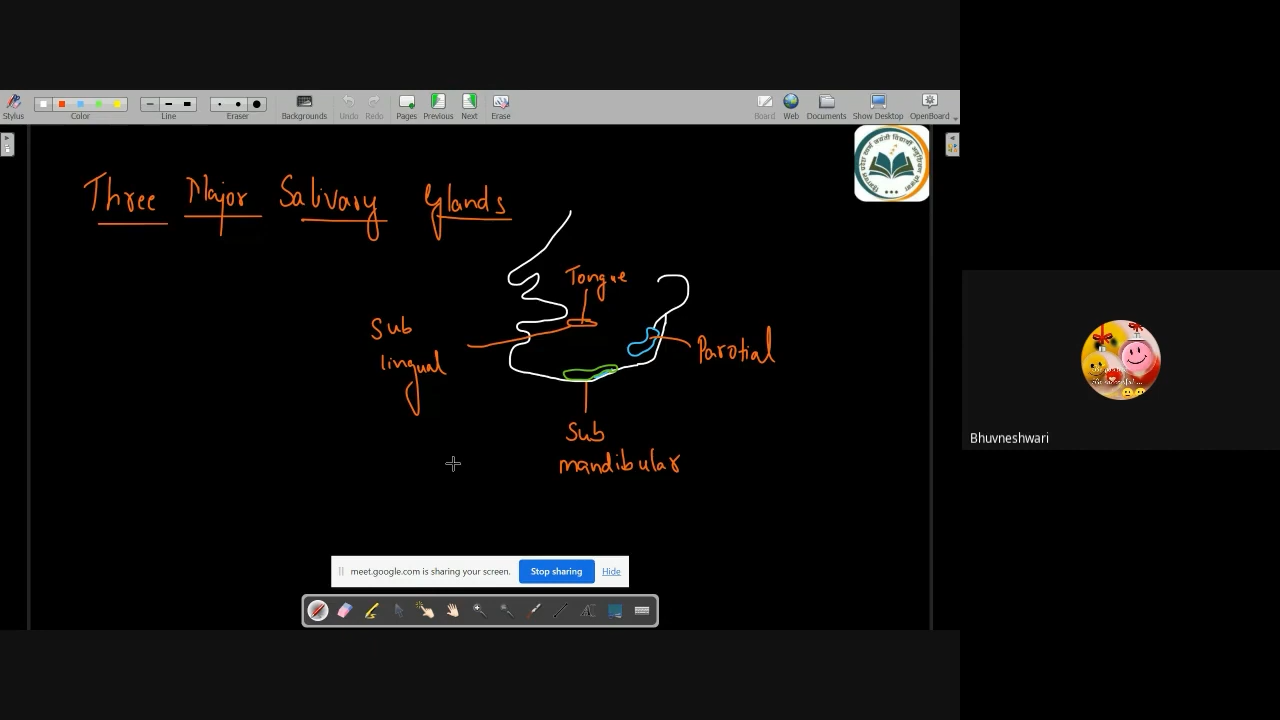 Stylus
Color
Line
Eraser
Backgrounds
Undo
Redo
Pages
Previous
Next
Erase
Board
Web
Documents
Show Desktop
OpenBoard
Three Major Salivary Glands
Tongue
Sub
lingual
Parotial
Sub
mandibular
Bhuvneshwari
meet.google.com is sharing your screen.
Stop sharing
Hide